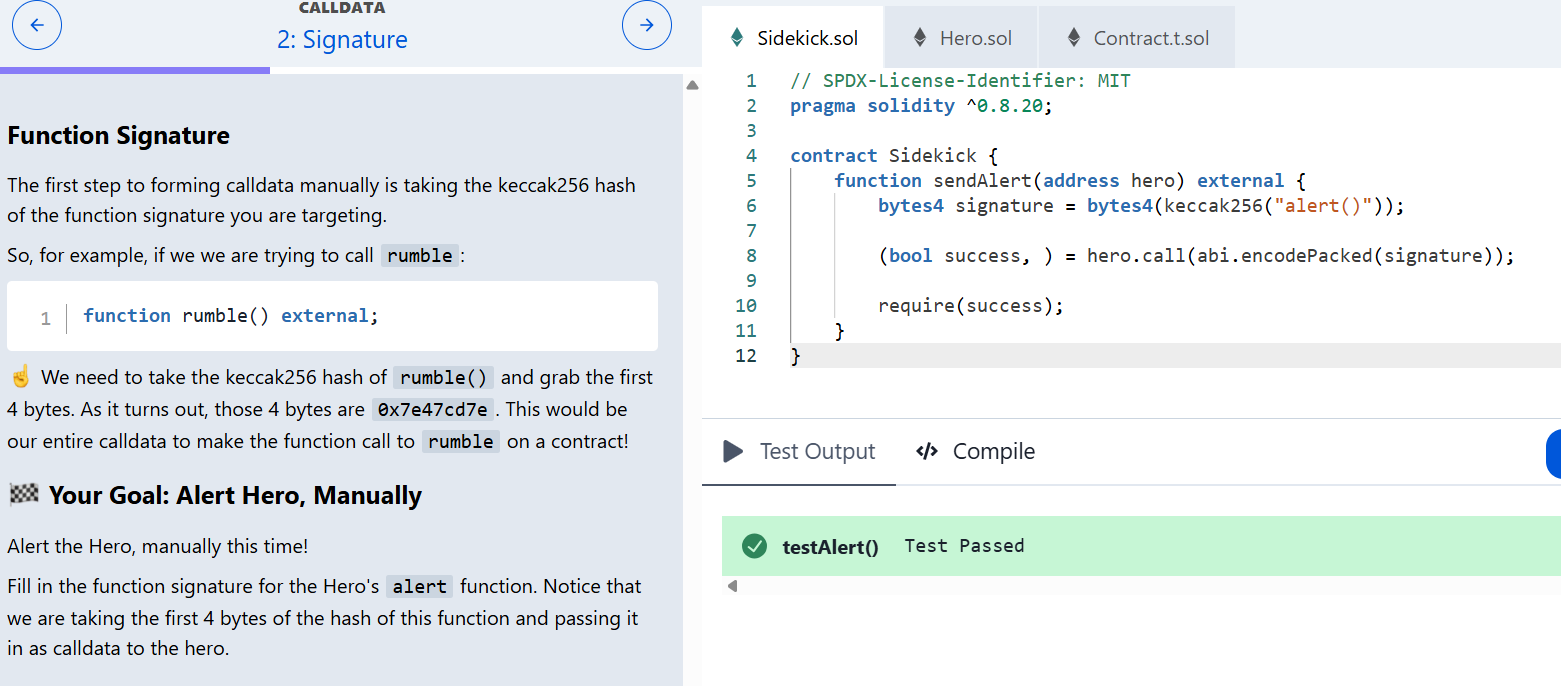 CALLDATA
2: Signature
Function Signature
The first step to forming calldata manually is taking the keccak256 hash
of the function signature you are targeting.
So, for example, if we we are trying to call rumble :
1 function rumble() external;
☝ We need to take the keccak256 hash of rumble() and grab the first
4 bytes. As it turns out, those 4 bytes are 0x7e47cd7e . This would be
our entire calldata to make the function call to rumble on a contract!
🏁 Your Goal: Alert Hero, Manually
Alert the Hero, manually this time!
Fill in the function signature for the Hero's alert function. Notice that
we are taking the first 4 bytes of the hash of this function and passing it
in as calldata to the hero.
Sidekick.sol
Hero.sol
Contract.t.sol
1 // SPDX-License-Identifier: MIT
2 pragma solidity ^0.8.20;
3
4 contract Sidekick {
5     function sendAlert(address hero) external {
6         bytes4 signature = bytes4(keccak256("alert()"));
7
8         (bool success, ) = hero.call(abi.encodePacked(signature));
9
10         require(success);
11     }
12 }
Test Output
Compile
testAlert() Test Passed